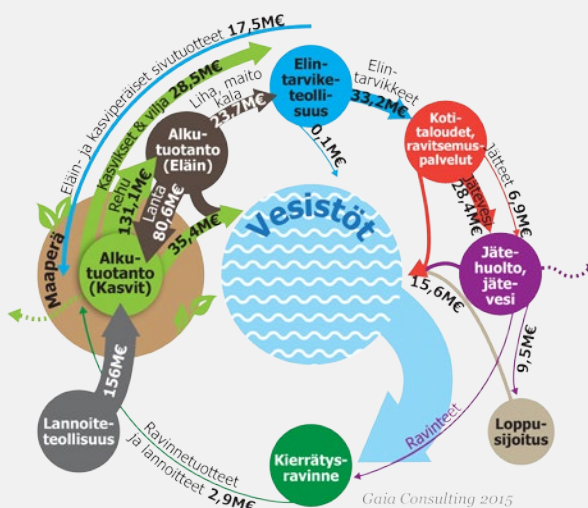 Eläin- ja kasviperäiset sivutuotteet 17,5M€
Kasvikset & vilja 28,5M€
Liha, maito
kala
23,7M€
Elin-
tarvike-
teolli-
suus
Elin-
tarvikkeet
33,2M€
0,1M€
Koti-
taloudet,
ravitsemus-
palvelut
Alku-
tuotanto
(Eläin)
Rehu
131,1M€
Lanta
80,6M€
35,4M€
Vesistöt
Jätteet 6,9M€
Jätevesi
28,4M€
Maaperä
Alku-
tuotanto
(Kasvit)
Jäte-
huolto,
jäte-
vesi
15,6M€
9,5M€
156M€
Lannoite-
teollisuus
Ravinnetuotteet
ja lannoitteet 2,9M€
Kierrätys-
ravinne
Ravinteet
Loppu-
sijoitus
Gaia Consulting 2015